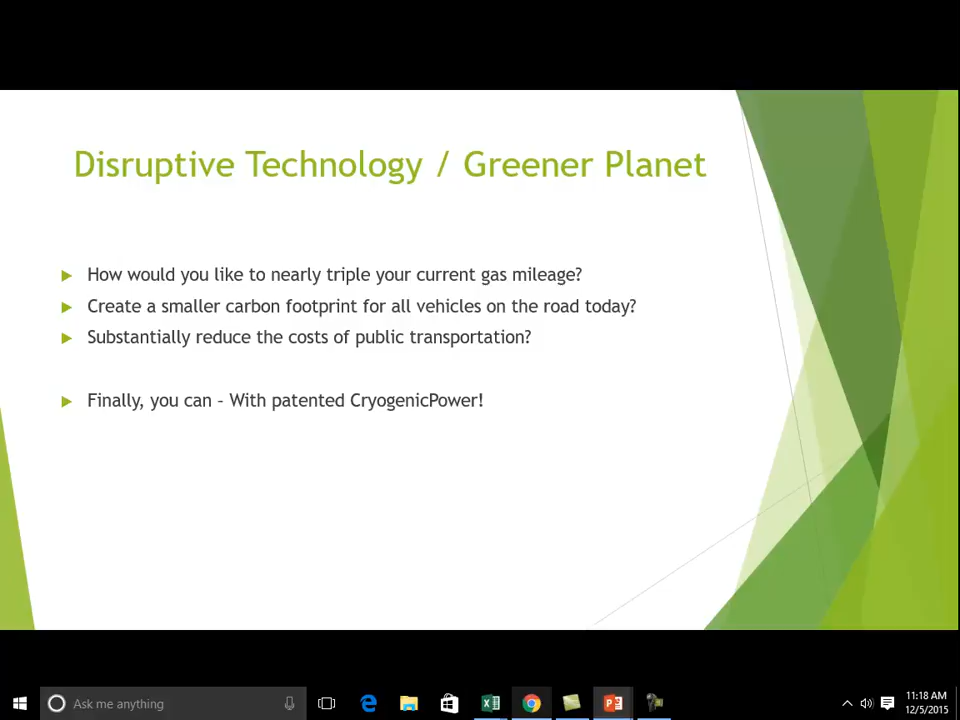 Disruptive Technology / Greener Planet
How would you like to nearly triple your current gas mileage?
Create a smaller carbon footprint for all vehicles on the road today?
Substantially reduce the costs of public transportation?
Finally, you can – With patented CryogenicPower!
Ask me anything
11:18 AM
12/5/2015